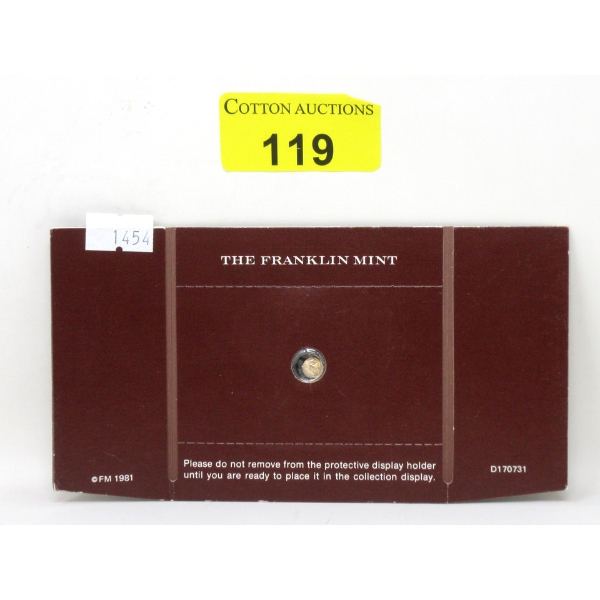 COTTON AUCTIONS
119
1454
THE FRANKLIN MINT
Please do not remove from the protective display holder
until you are ready to place it in the collection display.
©FM 1981
D170731